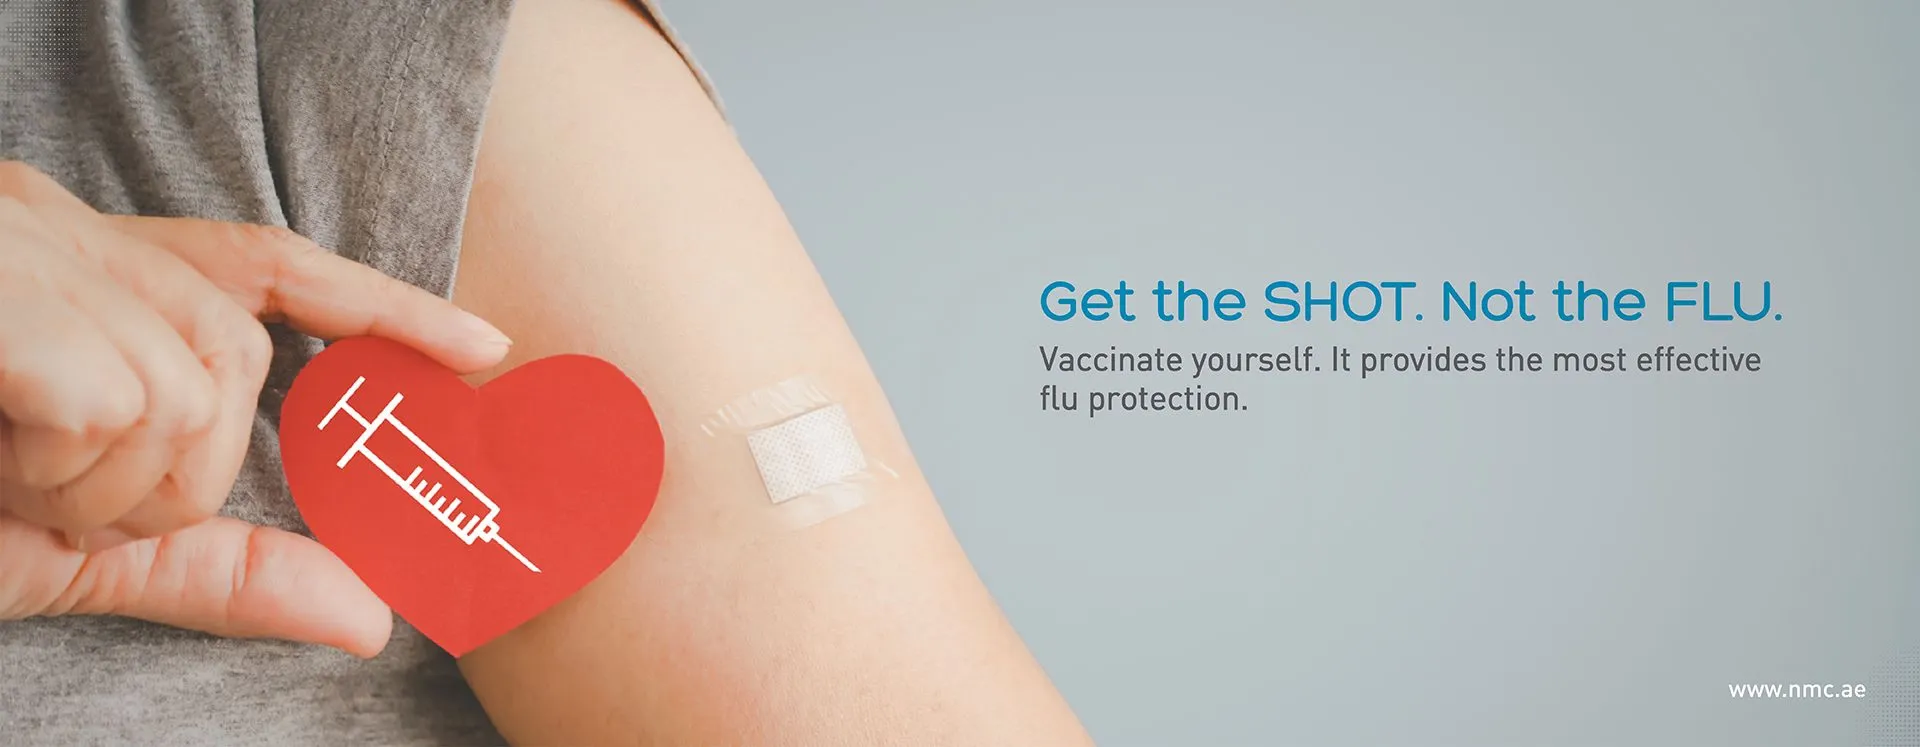 Get the SHOT. Not the FLU.
Vaccinate yourself. It provides the most effective
flu protection.
www.nmc.ae